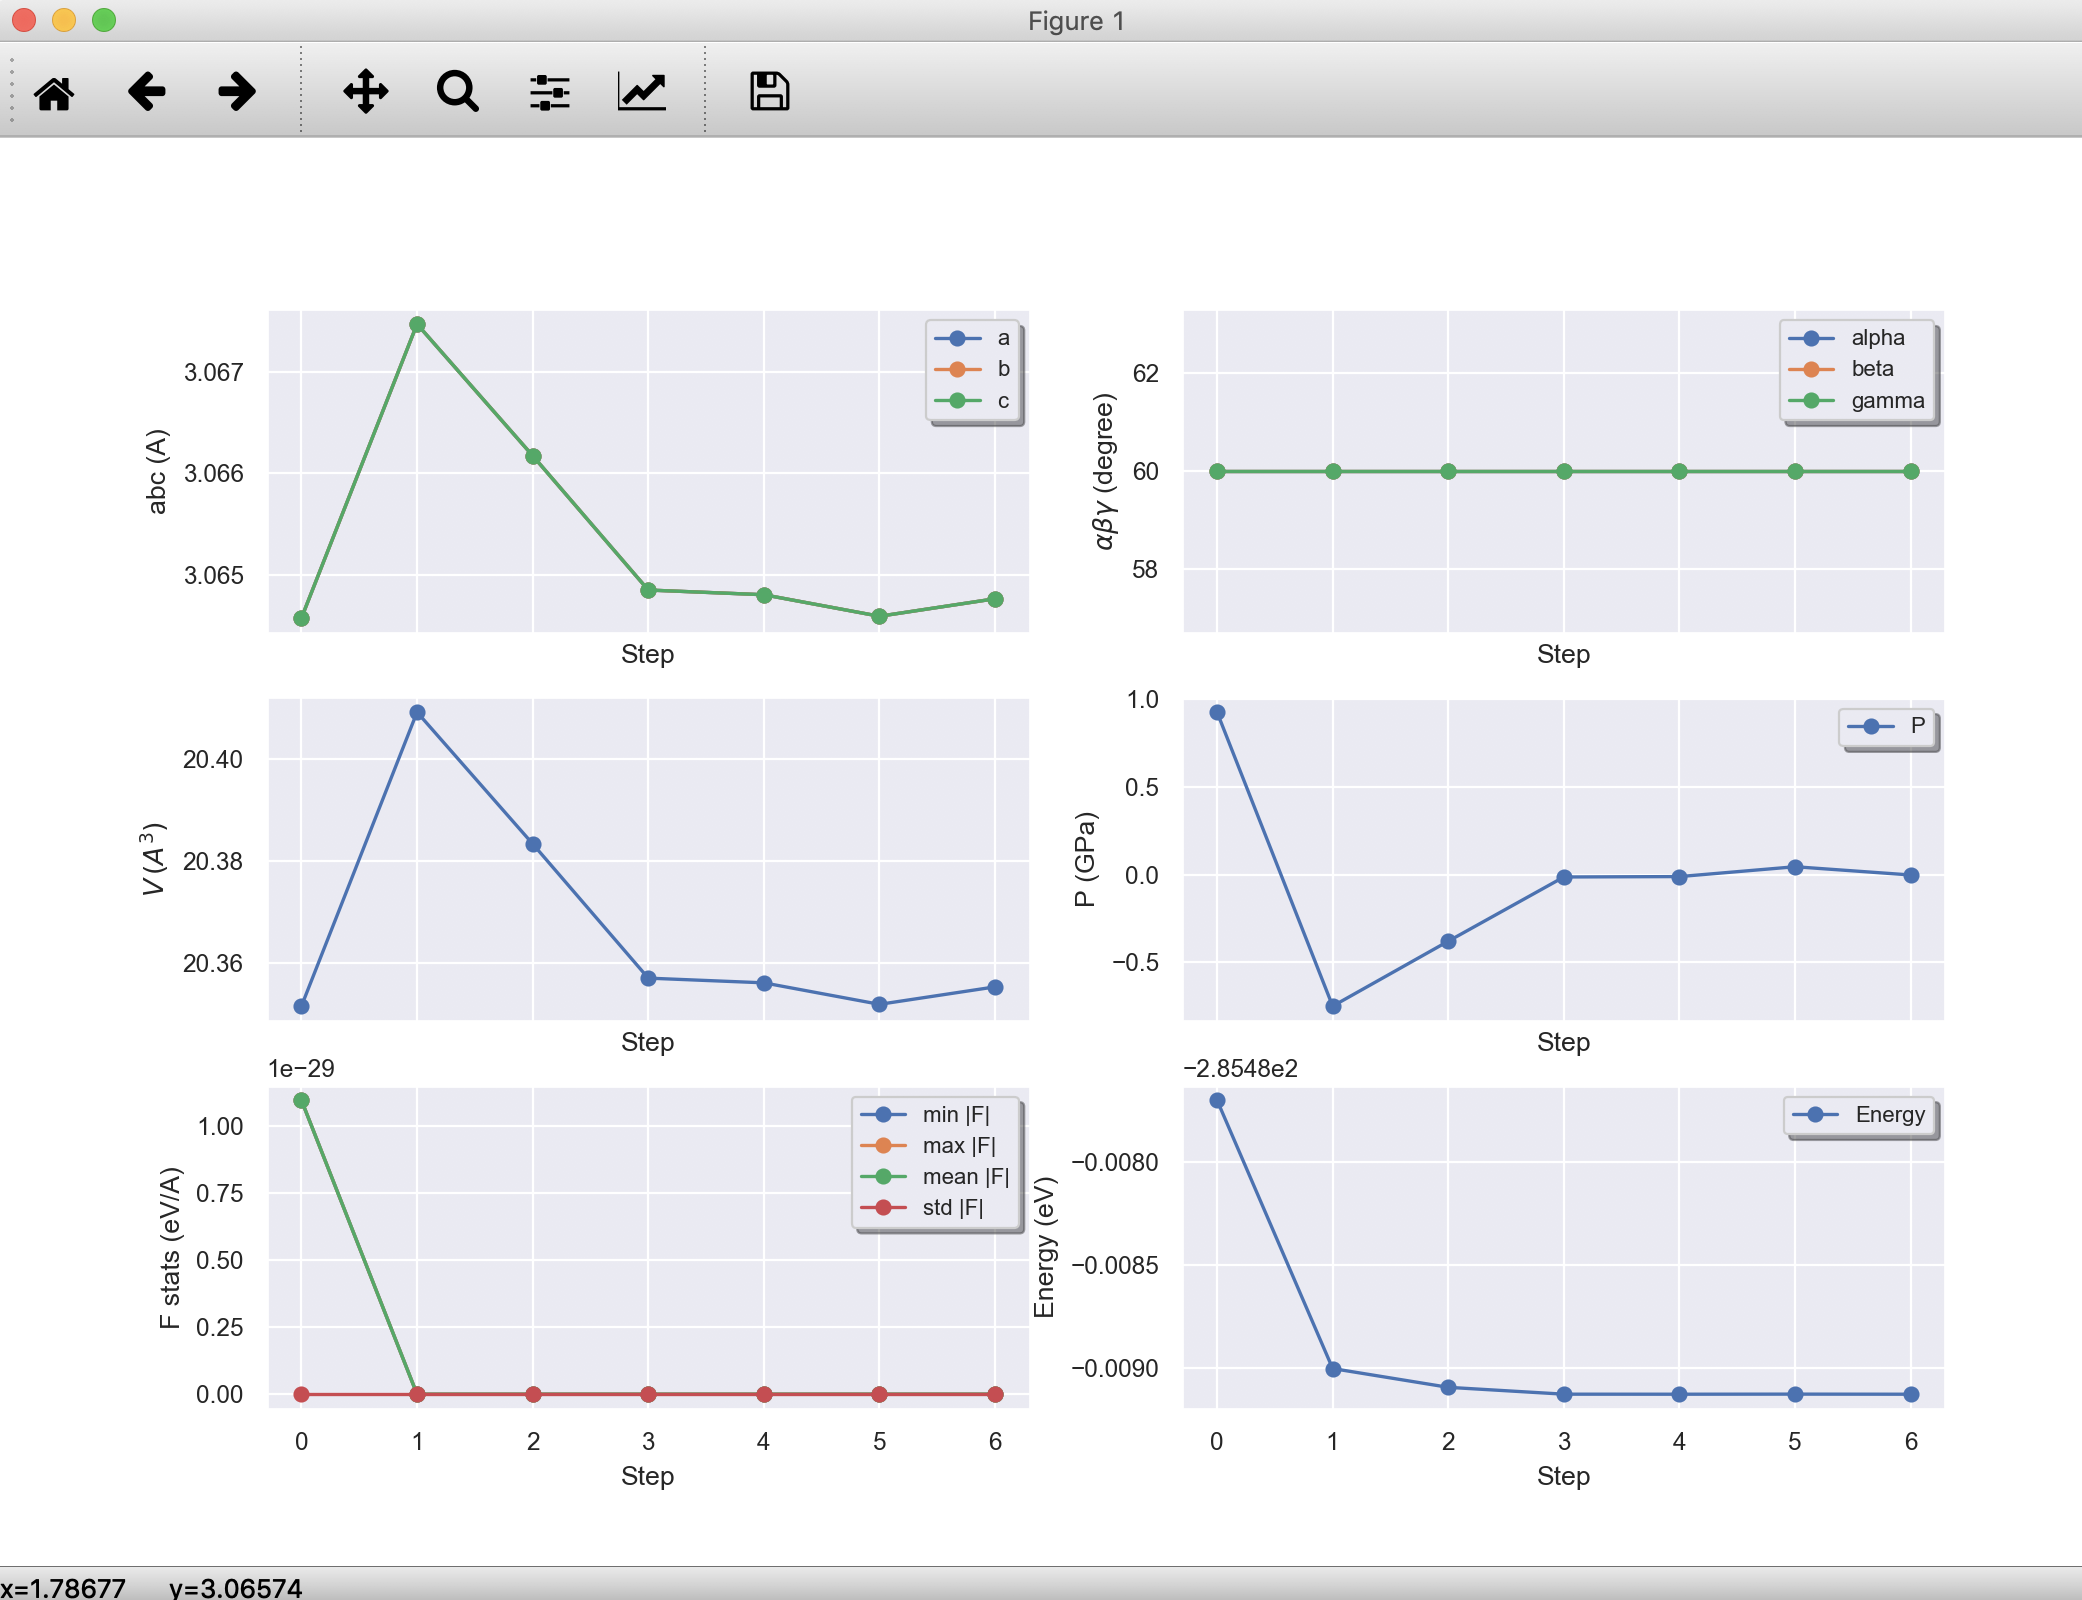 Figure 1
3.067
3.066
3.065
abc (A)
a
b
c
Step
62
60
58
αβγ (degree)
alpha
beta
gamma
Step
20.40
20.38
20.36
V(A³)
Step
1.0
0.5
0.0
−0.5
P (GPa)
P
Step
1e−29
1.00
0.75
0.50
0.25
0.00
F stats (eV/A)
min |F|
max |F|
mean |F|
std |F|
0 1 2 3 4 5 6
Step
−2.8548e2
−0.0080
−0.0085
−0.0090
Energy (eV)
Energy
0 1 2 3 4 5 6
Step
x=1.78677 y=3.06574